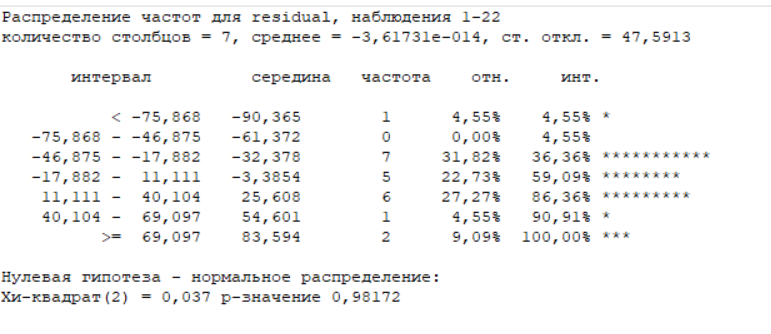 Распределение частот для residual, наблюдения 1-22
количество столбцов = 7, среднее = -3,61731e-014, ст. откл. = 47,5913
интервал середина частота отн. инт.
< -75,868 -90,365 1 4,55% 4,55% *
-75,868 - -46,875 -61,372 0 0,00% 4,55%
-46,875 - -17,882 -32,378 7 31,82% 36,36% ***********
-17,882 - 11,111 -3,3854 5 22,73% 59,09% ********
11,111 - 40,104 25,608 6 27,27% 86,36% *********
40,104 - 69,097 54,601 1 4,55% 90,91% *
>= 69,097 83,594 2 9,09% 100,00% ***
Нулевая гипотеза - нормальное распределение:
Хи-квадрат(2) = 0,037 р-значение 0,98172